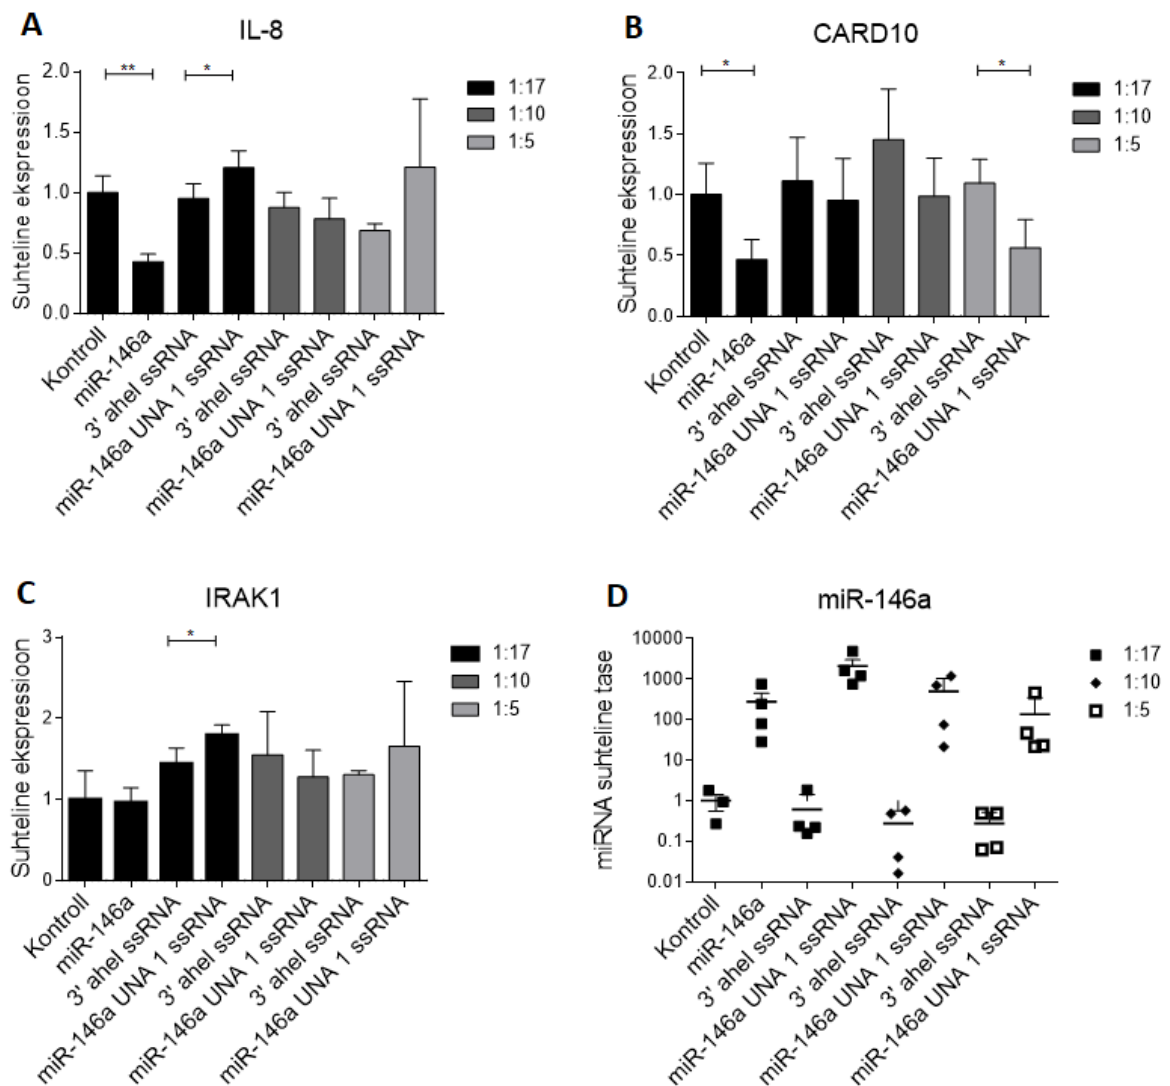 A
IL-8
Suhteline ekspressioon
2.0
1.5
1.0
0.5
0.0
**
*
1:17
1:10
1:5
Kontroll
miR-146a
3' ahel ssRNA
miR-146a UNA 1 ssRNA
3' ahel ssRNA
miR-146a UNA 1 ssRNA
3' ahel ssRNA
miR-146a UNA 1 ssRNA
B
CARD10
Suhteline ekspressioon
2.0
1.5
1.0
0.5
0.0
*
*
1:17
1:10
1:5
Kontroll
miR-146a
3' ahel ssRNA
miR-146a UNA 1 ssRNA
3' ahel ssRNA
miR-146a UNA 1 ssRNA
3' ahel ssRNA
miR-146a UNA 1 ssRNA
C
IRAK1
Suhteline ekspressioon
3
2
1
0
*
1:17
1:10
1:5
Kontroll
miR-146a
3' ahel ssRNA
miR-146a UNA 1 ssRNA
3' ahel ssRNA
miR-146a UNA 1 ssRNA
3' ahel ssRNA
miR-146a UNA 1 ssRNA
D
miR-146a
miRNA suhteline tase
10000
1000
100
10
1
0.1
0.01
1:17
1:10
1:5
Kontroll
miR-146a
3' ahel ssRNA
miR-146a UNA 1 ssRNA
3' ahel ssRNA
miR-146a UNA 1 ssRNA
3' ahel ssRNA
miR-146a UNA 1 ssRNA